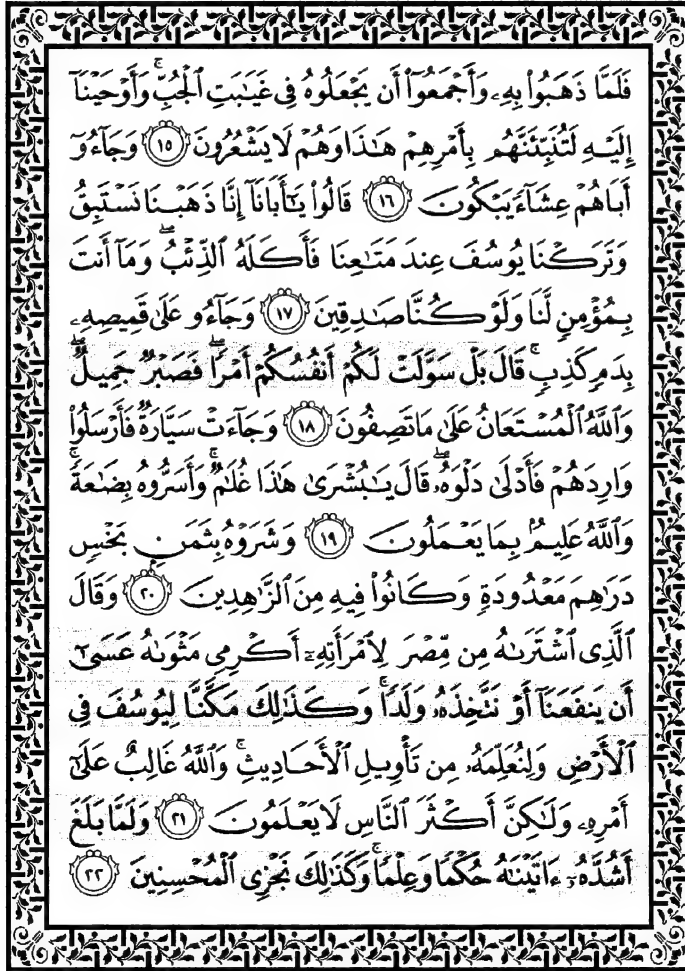 فَلَمَّا ذَهَبُوا۟ بِهِۦ وَأَجْمَعُوٓا۟ أَن يَجْعَلُوهُ فِى غَيَٰبَتِ ٱلْجُبِّ ۚ وَأَوْحَيْنَآ
إِلَيْهِ لَتُنَبِّئَنَّهُم بِأَمْرِهِمْ هَٰذَا وَهُمْ لَا يَشْعُرُونَ ١٥ وَجَآءُوٓ
أَبَاهُمْ عِشَآءً يَبْكُونَ ١٦ قَالُوا۟ يَٰٓأَبَانَآ إِنَّا ذَهَبْنَا نَسْتَبِقُ
وَتَرَكْنَا يُوسُفَ عِندَ مَتَٰعِنَا فَأَكَلَهُ ٱلذِّئْبُ ۖ وَمَآ أَنتَ
بِمُؤْمِنٍ لَّنَا وَلَوْ كُنَّا صَٰدِقِينَ ١٧ وَجَآءُو عَلَىٰ قَمِيصِهِۦ
بِدَمٍ كَذِبٍ ۚ قَالَ بَلْ سَوَّلَتْ لَكُمْ أَنفُسُكُمْ أَمْرًا ۖ فَصَبْرٌ جَمِيلٌ ۖ
وَٱللَّهُ ٱلْمُسْتَعَانُ عَلَىٰ مَا تَصِفُونَ ١٨ وَجَآءَتْ سَيَّارَةٌ فَأَرْسَلُوا۟
وَارِدَهُمْ فَأَدْلَىٰ دَلْوَهُۥ ۖ قَالَ يَٰبُشْرَىٰ هَٰذَا غُلَٰمٌ ۚ وَأَسَرُّوهُ بِضَٰعَةً ۚ
وَٱللَّهُ عَلِيمٌۢ بِمَا يَعْمَلُونَ ١٩ وَشَرَوْهُ بِثَمَنٍۭ بَخْسٍ
دَرَٰهِمَ مَعْدُودَةٍ وَكَانُوا۟ فِيهِ مِنَ ٱلزَّٰهِدِينَ ٢٠ وَقَالَ
ٱلَّذِى ٱشْتَرَىٰهُ مِن مِّصْرَ لِٱمْرَأَتِهِۦٓ أَكْرِمِى مَثْوَىٰهُ عَسَىٰٓ
أَن يَنفَعَنَآ أَوْ نَتَّخِذَهُۥ وَلَدًا ۚ وَكَذَٰلِكَ مَكَّنَّا لِيُوسُفَ فِى
ٱلْأَرْضِ وَلِنُعَلِّمَهُۥ مِن تَأْوِيلِ ٱلْأَحَادِيثِ ۚ وَٱللَّهُ غَالِبٌ عَلَىٰٓ
أَمْرِهِۦ وَلَٰكِنَّ أَكْثَرَ ٱلنَّاسِ لَا يَعْلَمُونَ ٢١ وَلَمَّا بَلَغَ
أَشُدَّهُۥٓ ءَاتَيْنَٰهُ حُكْمًا وَعِلْمًا ۚ وَكَذَٰلِكَ نَجْزِى ٱلْمُحْسِنِينَ ٢٢